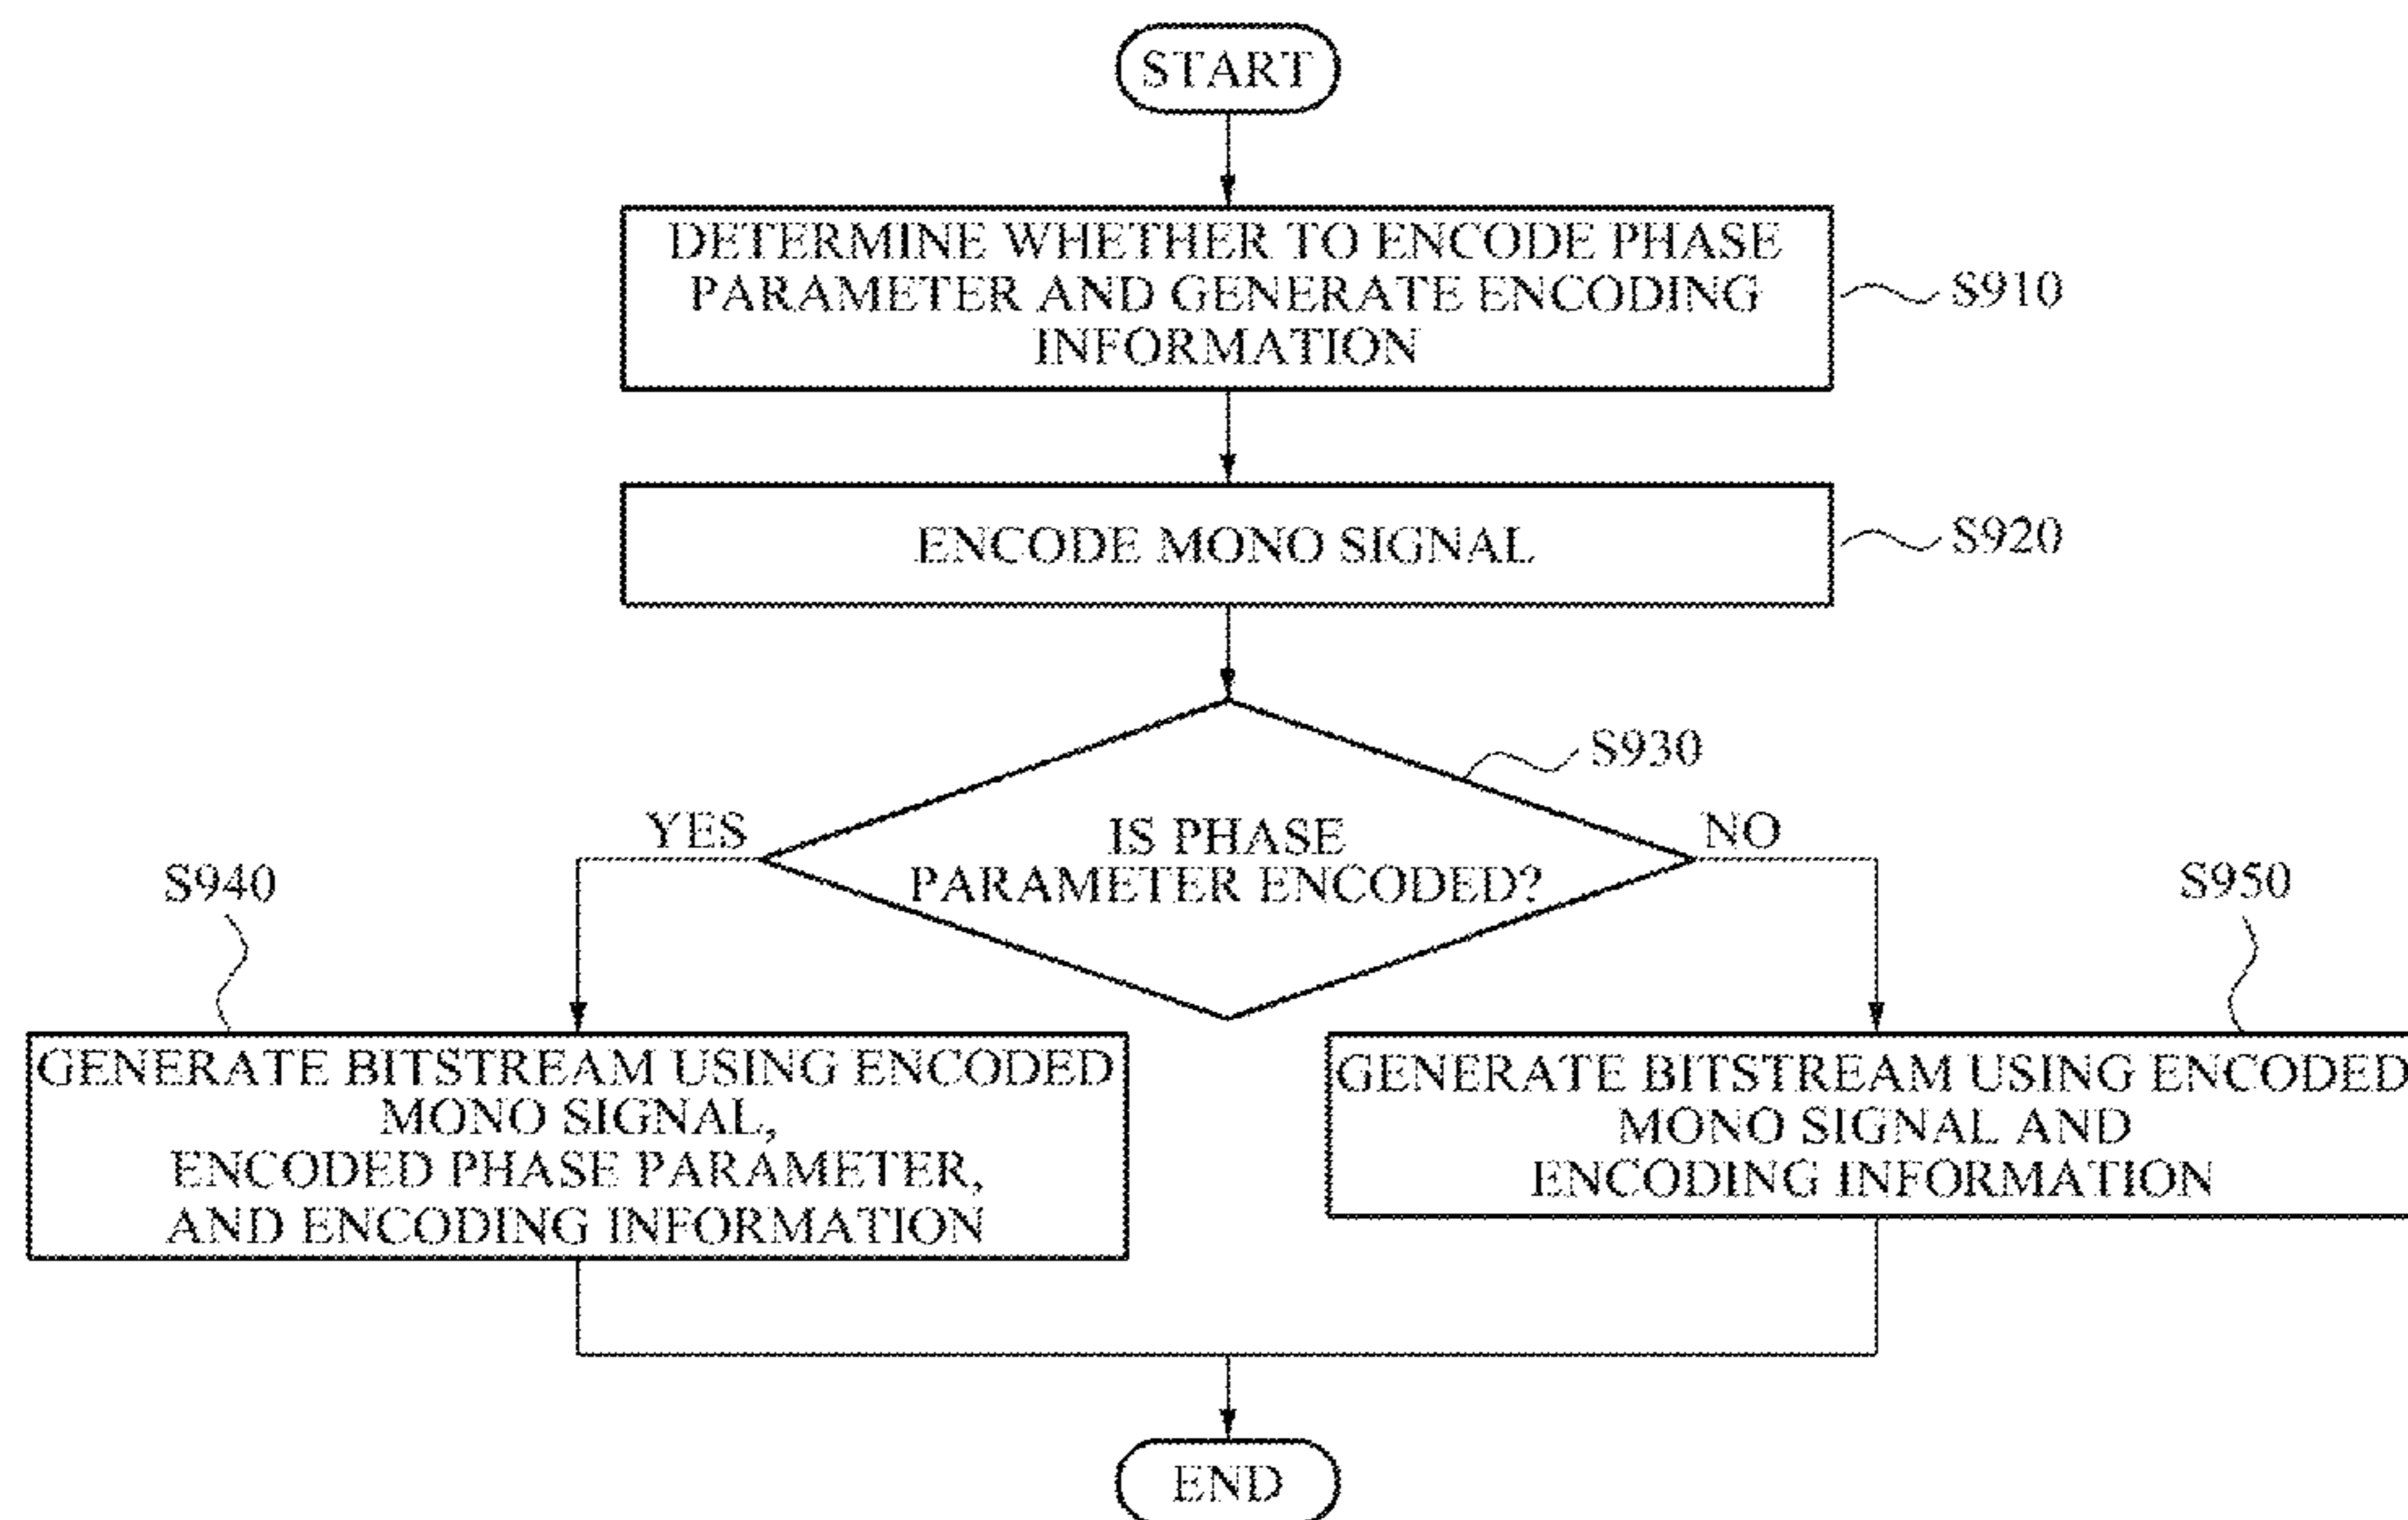 START
DETERMINE WHETHER TO ENCODE PHASE
PARAMETER AND GENERATE ENCODING
INFORMATION
S910
ENCODE MONO SIGNAL
S920
S930
IS PHASE
PARAMETER ENCODED?
YES
NO
S940
S950
GENERATE BITSTREAM USING ENCODED
MONO SIGNAL,
ENCODED PHASE PARAMETER,
AND ENCODING INFORMATION
GENERATE BITSTREAM USING ENCODED
MONO SIGNAL AND
ENCODING INFORMATION
END